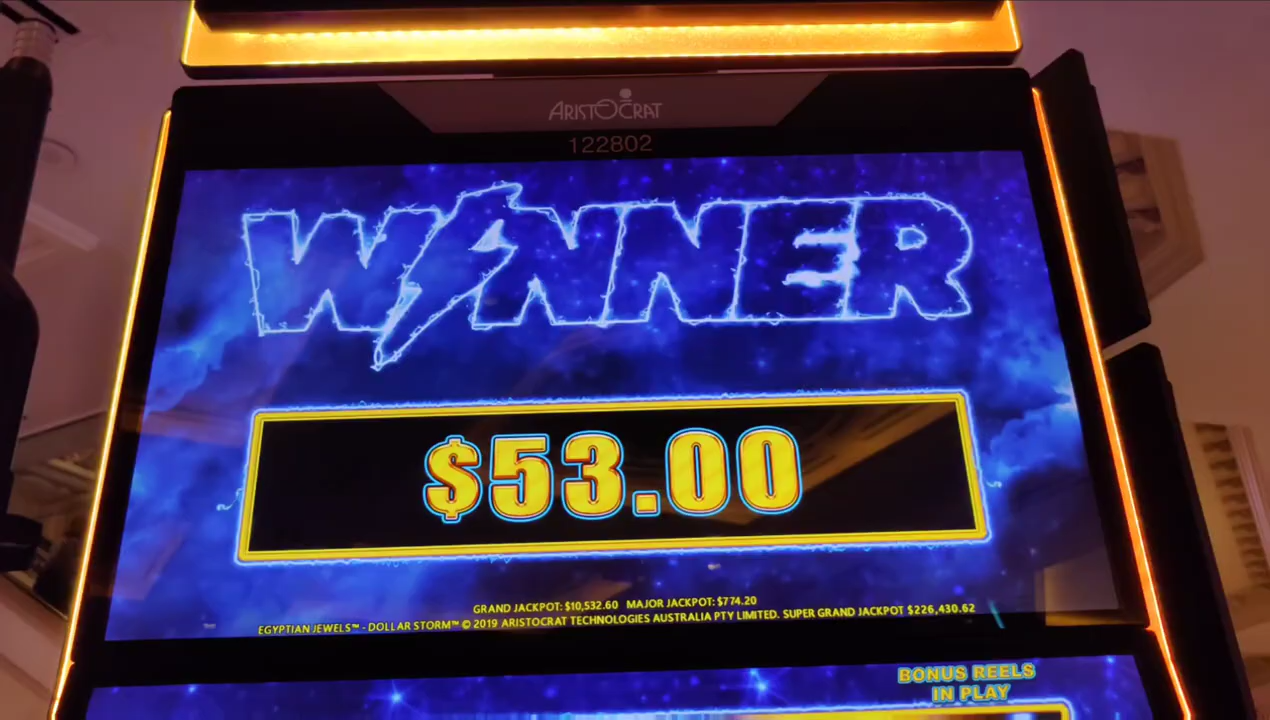 ARISTOCRAT
122802
WINNER
$53.00
GRAND JACKPOT: $10,532.60 MAJOR JACKPOT: $774.20
EGYPTIAN JEWELS™ - DOLLAR STORM™ © 2019 ARISTOCRAT TECHNOLOGIES AUSTRALIA PTY LIMITED. SUPER GRAND JACKPOT $226,430.62
BONUS REELS
IN PLAY